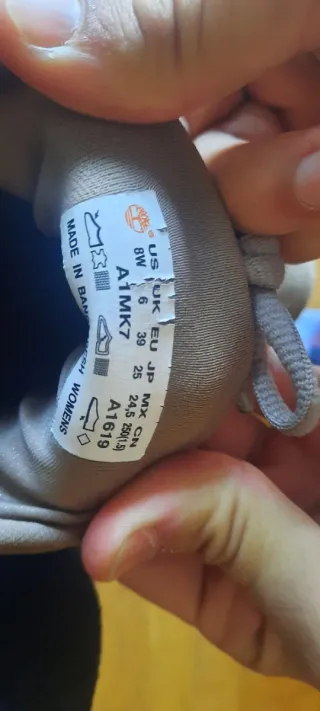 US UK EU JP MX CN
8W 6 39 25 24,5 250(1.5)
A1MK7 A1619
MADE IN BAN WOMENS